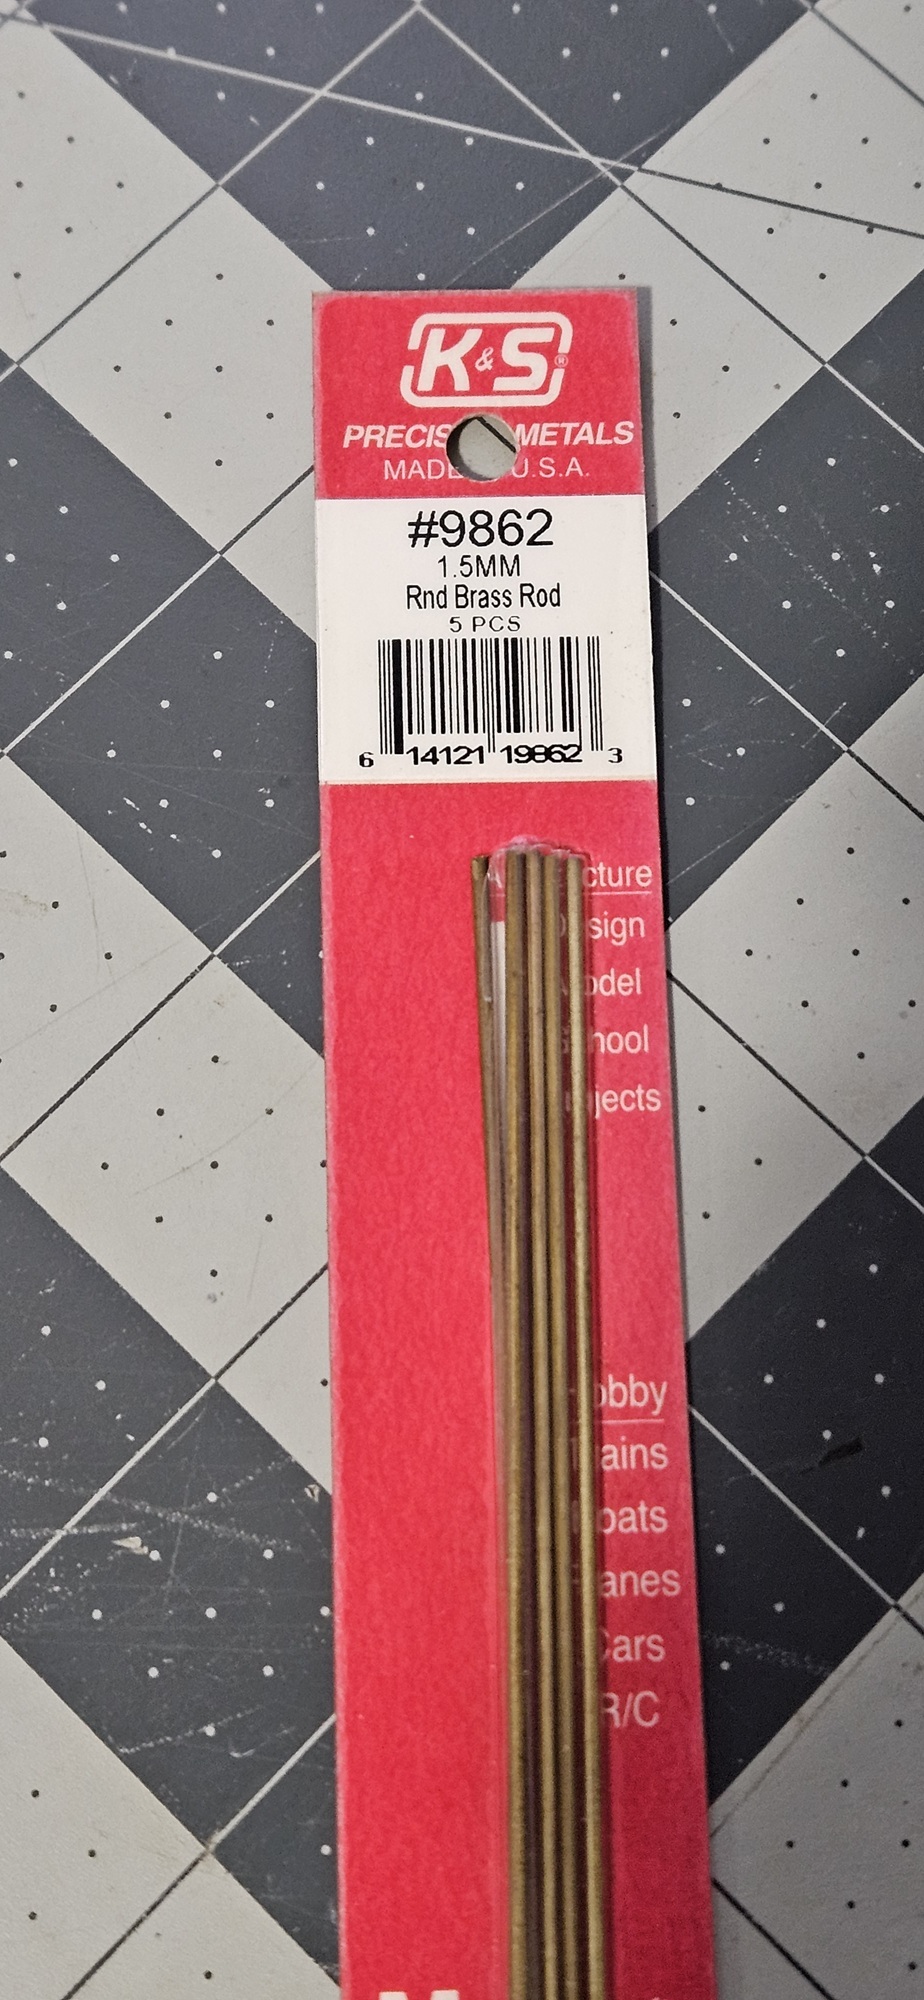 K&S®
PRECIS METALS
MADE U.S.A.
#9862
1.5MM
Rnd Brass Rod
5 PCS
6 14121 19862 3
cture
sign
odel
hool
jects
obby
ains
oats
anes
Cars
R/C